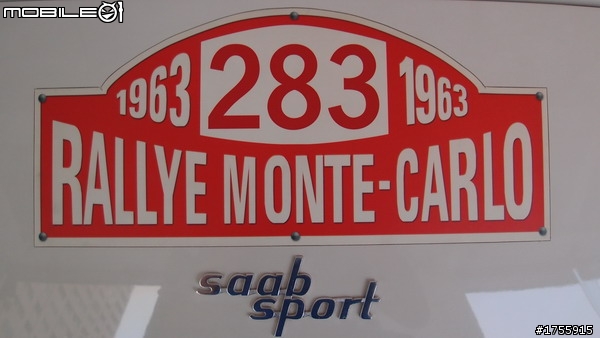 MOBILE01
1963 283 1963
RALLYE MONTE-CARLO
saab
sport
#1755915